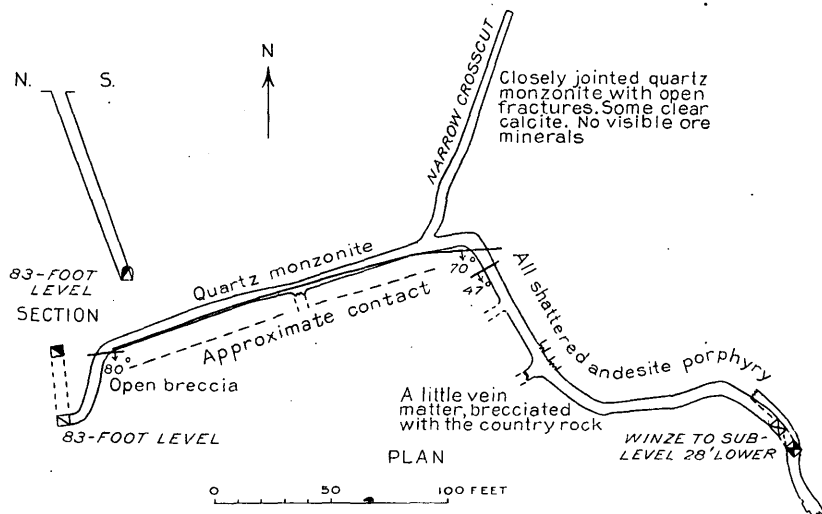 N. S.
N
NARROW CROSSCUT
Closely jointed quartz
monzonite with open
fractures. Some clear
calcite. No visible ore
minerals
83-FOOT
LEVEL
SECTION
Quartz monzonite
Approximate contact
70°
47°
All shattered andesite porphyry
80°
Open breccia
83-FOOT LEVEL
A little vein
matter, brecciated
with the country rock
WINZE TO SUB-
LEVEL 28' LOWER
PLAN
0 50 100 FEET